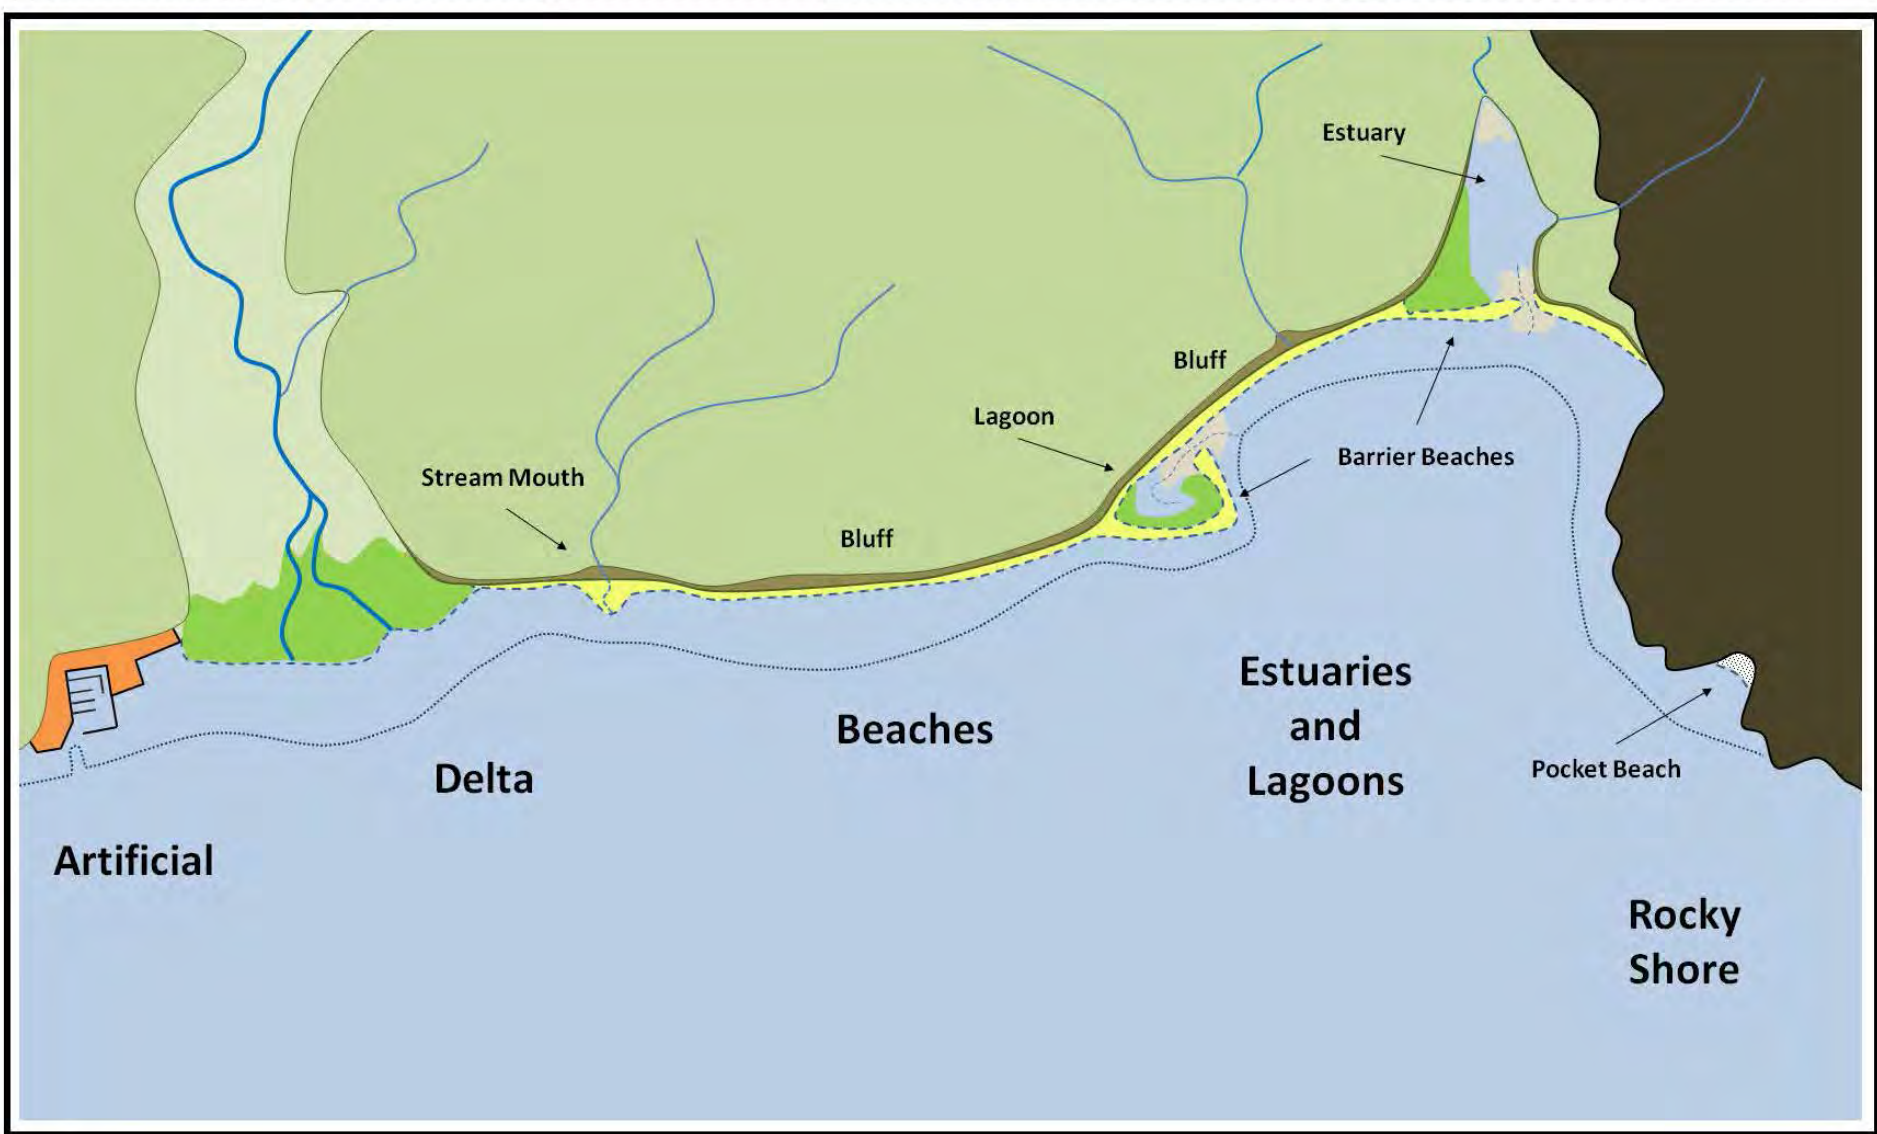 Estuary
Bluff
Lagoon
Barrier Beaches
Stream Mouth
Bluff
Estuaries
and
Lagoons
Beaches
Pocket Beach
Delta
Artificial
Rocky
Shore